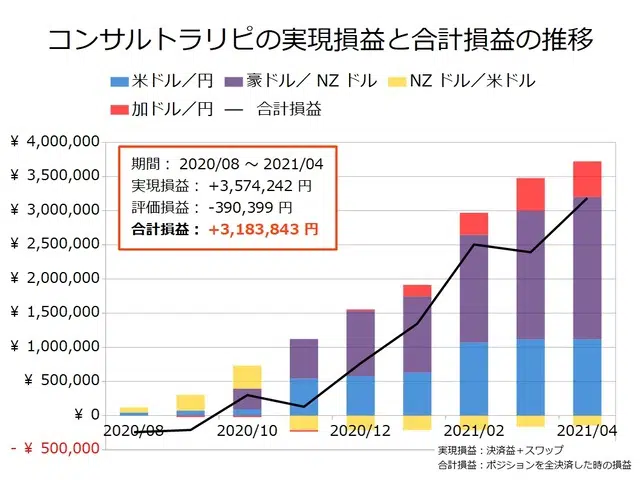 コンサルトラリピの実現損益と合計損益の推移
米ドル／円 豪ドル／ NZ ドル NZ ドル／米ドル
加ドル／円 合計損益
¥ 4,000,000
¥ 3,500,000
¥ 3,000,000
¥ 2,500,000
¥ 2,000,000
¥ 1,500,000
¥ 1,000,000
¥ 500,000
¥ 0
- ¥ 500,000
期間： 2020/08 ～ 2021/04
実現損益： +3,574,242 円
評価損益： -390,399 円
合計損益： +3,183,843 円
2020/08 2020/10 2020/12 2021/02 2021/04
実現損益：決済益＋スワップ
合計損益：ポジションを全決済した時の損益